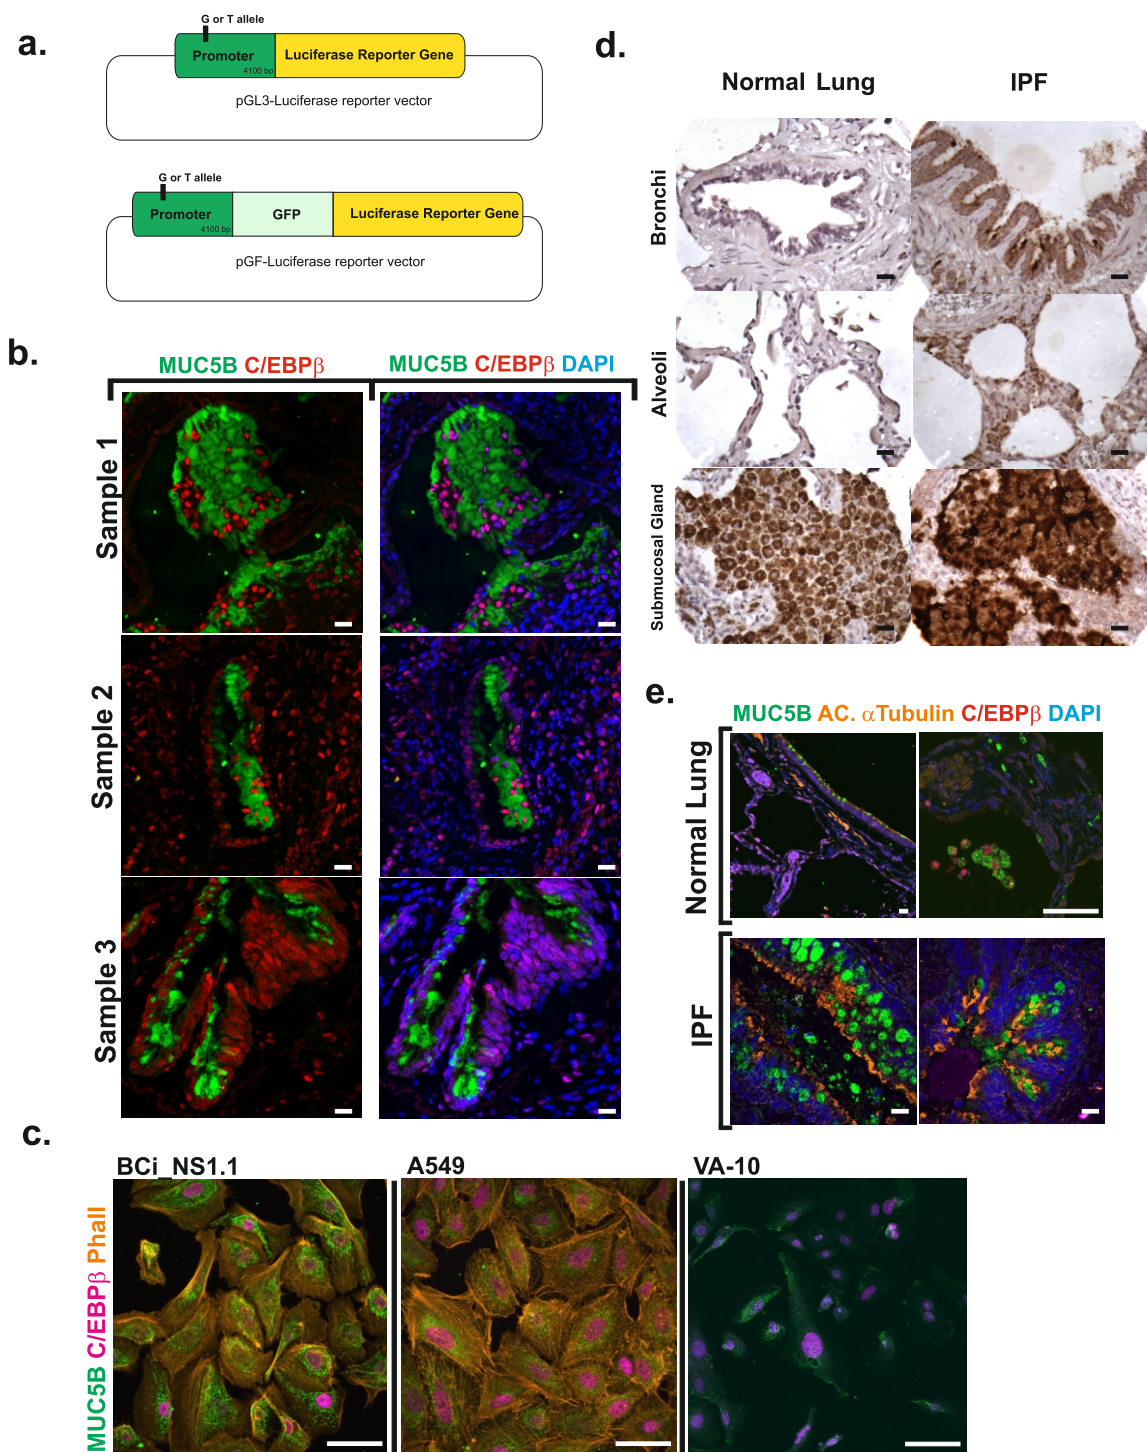 a.
G or T allele
Promoter
4100 bp
Luciferase Reporter Gene
pGL3-Luciferase reporter vector
G or T allele
Promoter
4100 bp
GFP
Luciferase Reporter Gene
pGF-Luciferase reporter vector
b.
MUC5B C/EBPβ
MUC5B C/EBPβ DAPI
Sample 1
Sample 2
Sample 3
c.
BCi_NS1.1
A549
VA-10
MUC5B C/EBPβ Phall
d.
Normal Lung
IPF
Bronchi
Alveoli
Submucosal Gland
e.
MUC5B AC. αTubulin C/EBPβ DAPI
Normal Lung
IPF